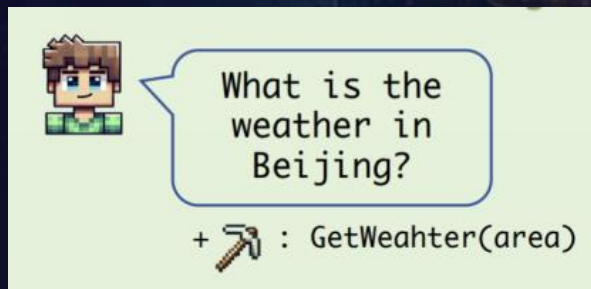 What is the
weather in
Beijing?
+ : GetWeahter(area)